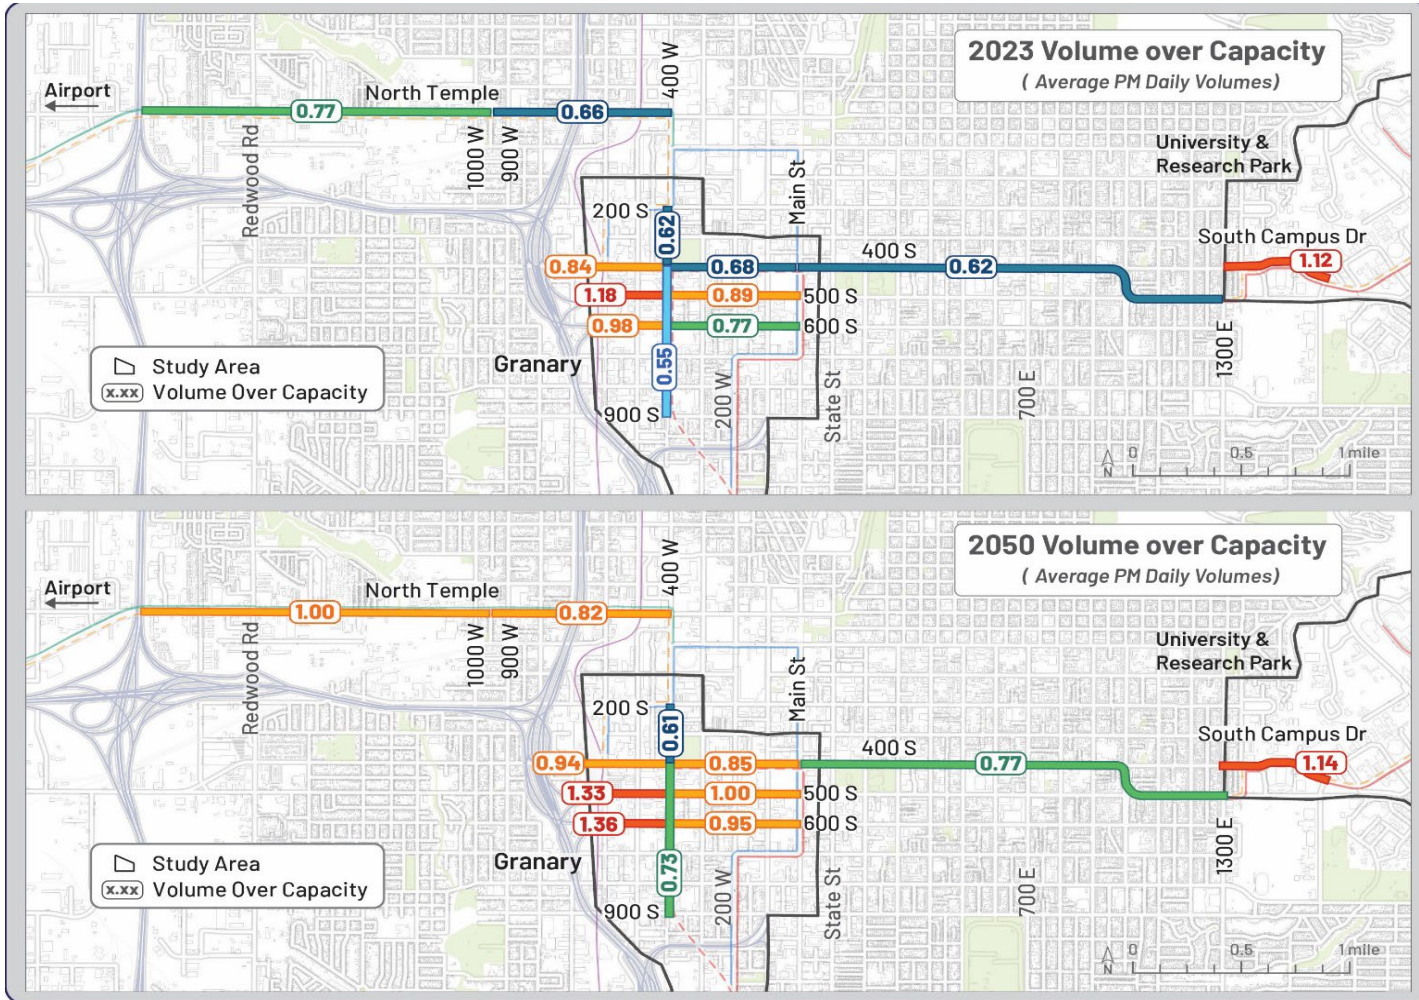 2023 Volume over Capacity
( Average PM Daily Volumes)
Airport
North Temple
0.77
0.66
400 W
Redwood Rd
1000 W
900 W
University &
Research Park
Main St
200 S
0.62
South Campus Dr
1.12
400 S
0.84
0.68
0.62
1.18
0.89
500 S
0.98
0.77
600 S
Granary
0.55
1300 E
Study Area
x.xx Volume Over Capacity
900 S
200 W
State St
700 E
N
0 0.5 1 mile
2050 Volume over Capacity
( Average PM Daily Volumes)
Airport
North Temple
1.00
0.82
400 W
Redwood Rd
1000 W
900 W
University &
Research Park
Main St
200 S
0.61
South Campus Dr
1.14
400 S
0.94
0.85
0.77
1.33
1.00
500 S
1.36
0.95
600 S
Granary
0.73
1300 E
Study Area
x.xx Volume Over Capacity
900 S
200 W
State St
700 E
N
0 0.5 1 mile